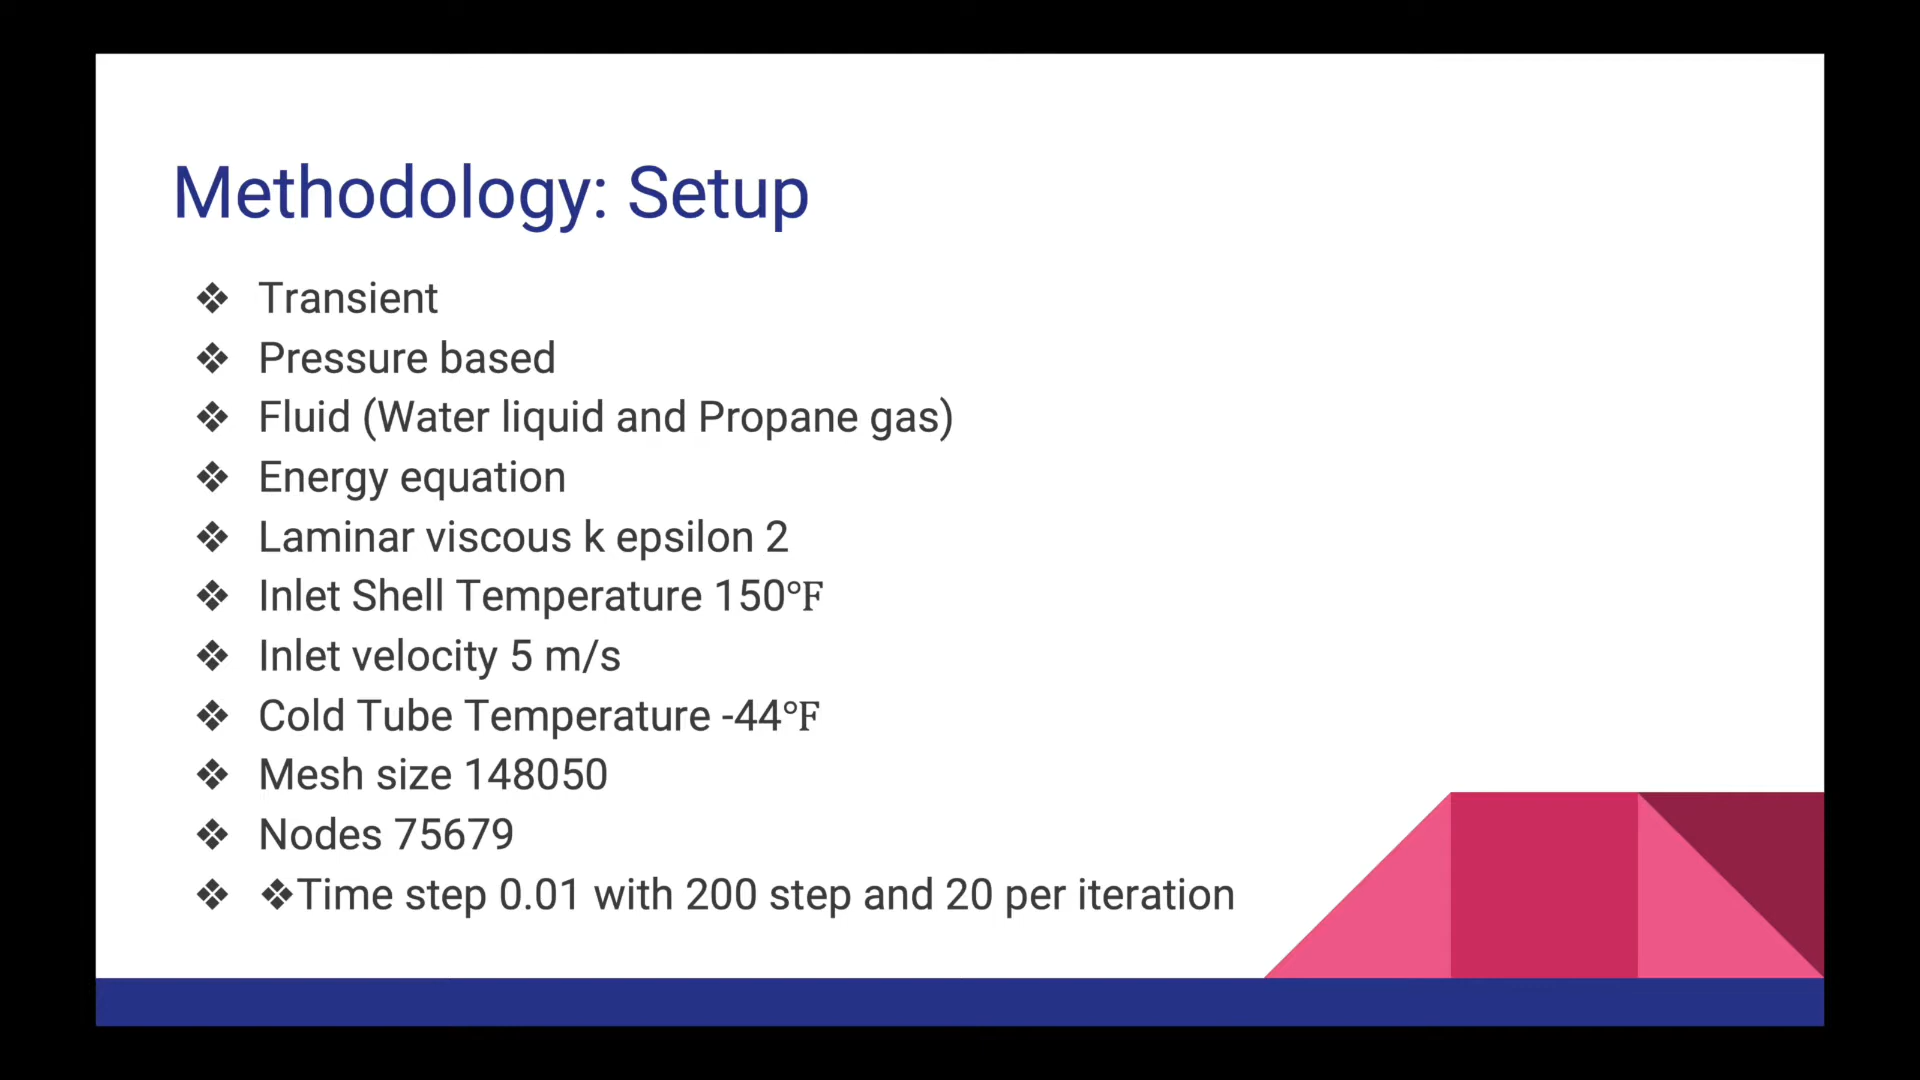 Methodology: Setup
❖ Transient
❖ Pressure based
❖ Fluid (Water liquid and Propane gas)
❖ Energy equation
❖ Laminar viscous k epsilon 2
❖ Inlet Shell Temperature 150℉
❖ Inlet velocity 5 m/s
❖ Cold Tube Temperature -44℉
❖ Mesh size 148050
❖ Nodes 75679
❖ ❖Time step 0.01 with 200 step and 20 per iteration